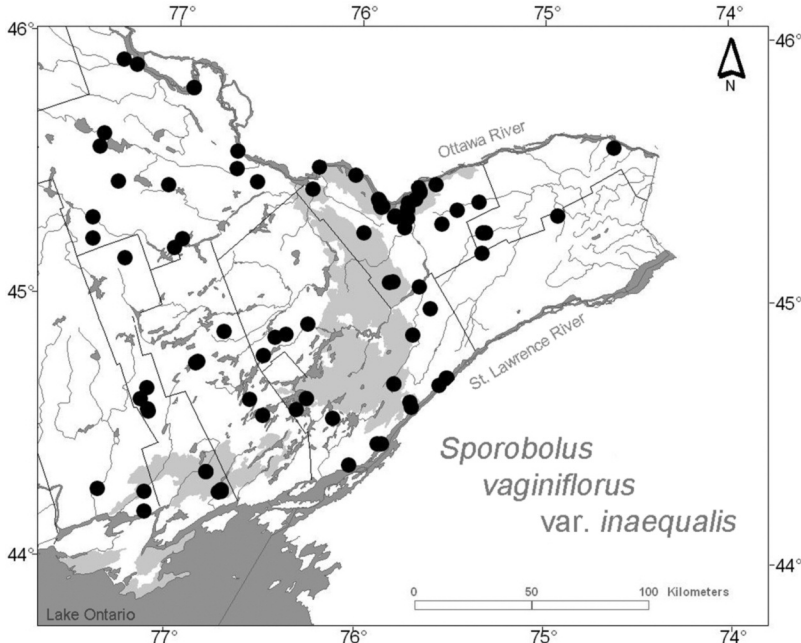 77° 76° 75° 74°
46° 46°
N
Ottawa River
45° 45°
St. Lawrence River
Sporobolus
vaginiflorus
var. inaequalis
44° 44°
0 50 100 Kilometers
Lake Ontario
77° 76° 75° 74°